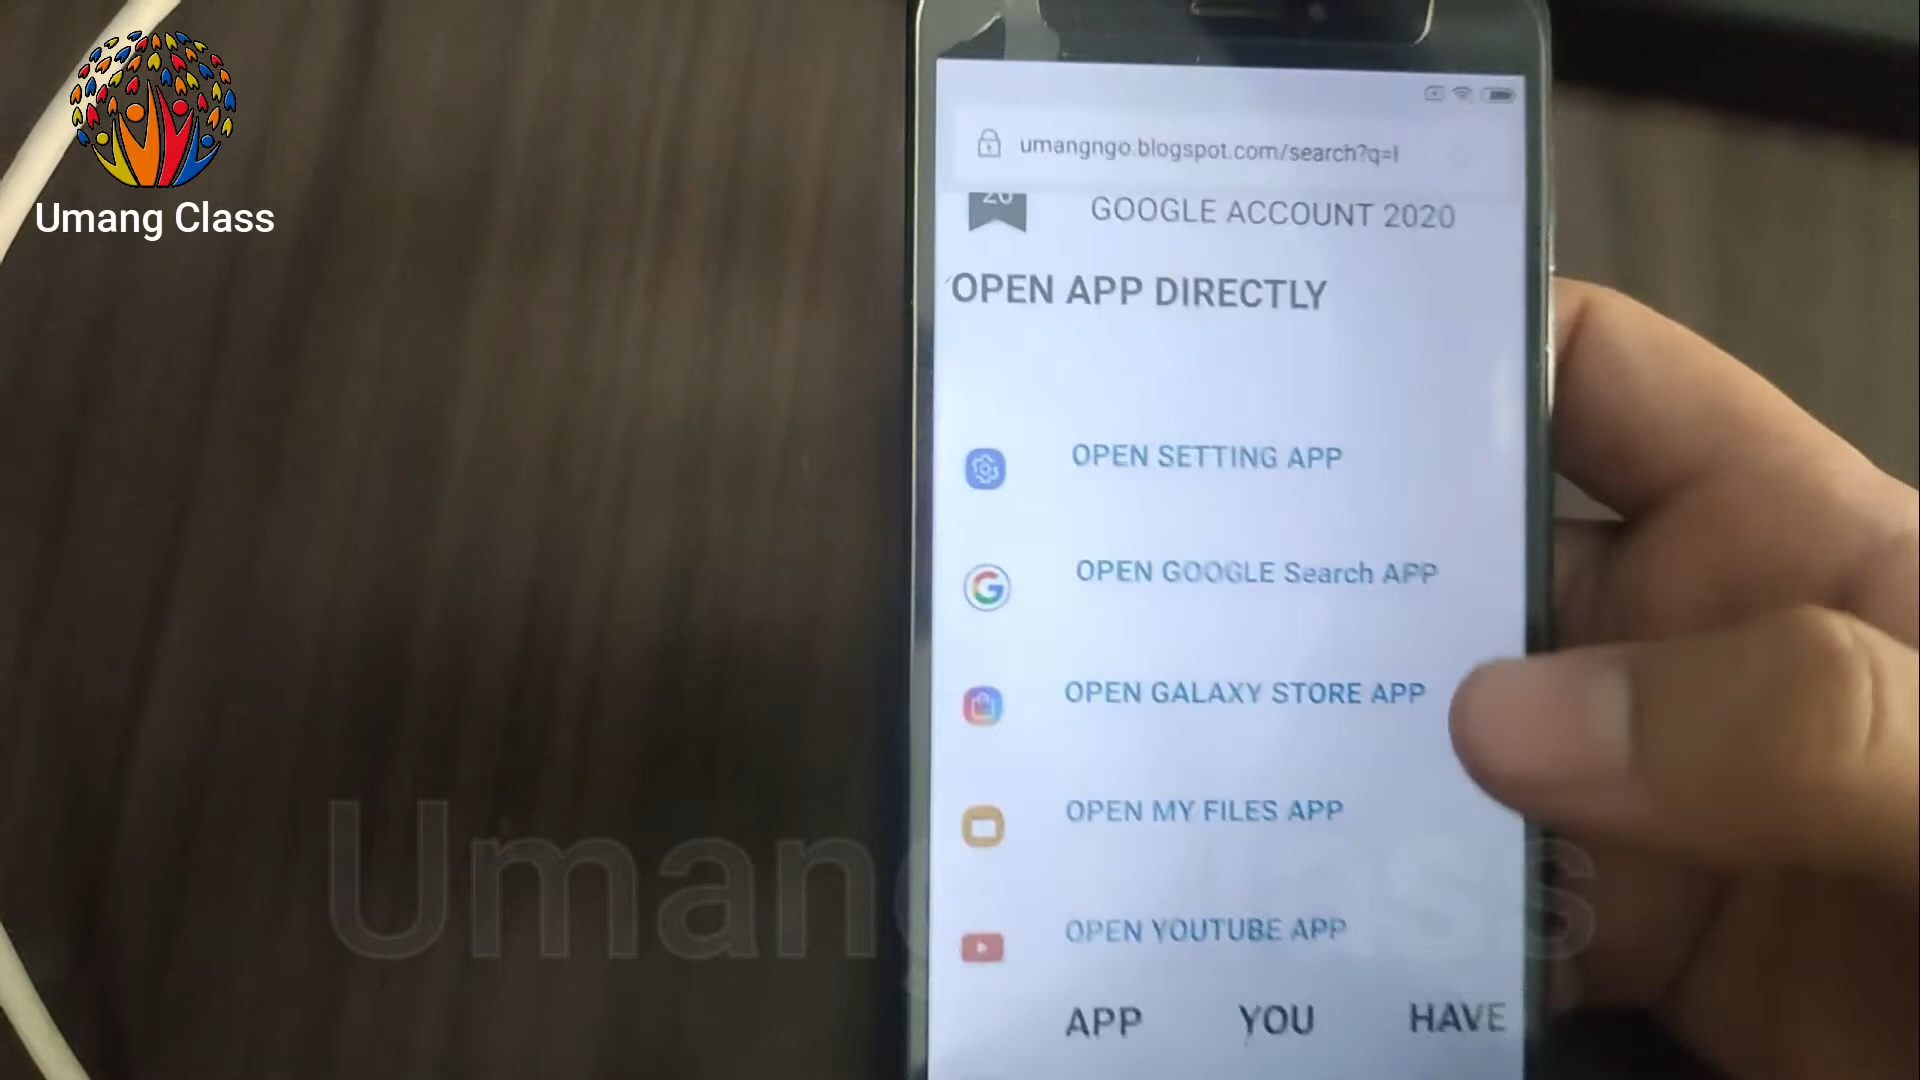 Umang Class
umangngo.blogspot.com/search?q=l
20
GOOGLE ACCOUNT 2020
OPEN APP DIRECTLY
OPEN SETTING APP
OPEN GOOGLE Search APP
OPEN GALAXY STORE APP
OPEN MY FILES APP
OPEN YOUTUBE APP
APP YOU HAVE
Umang Class